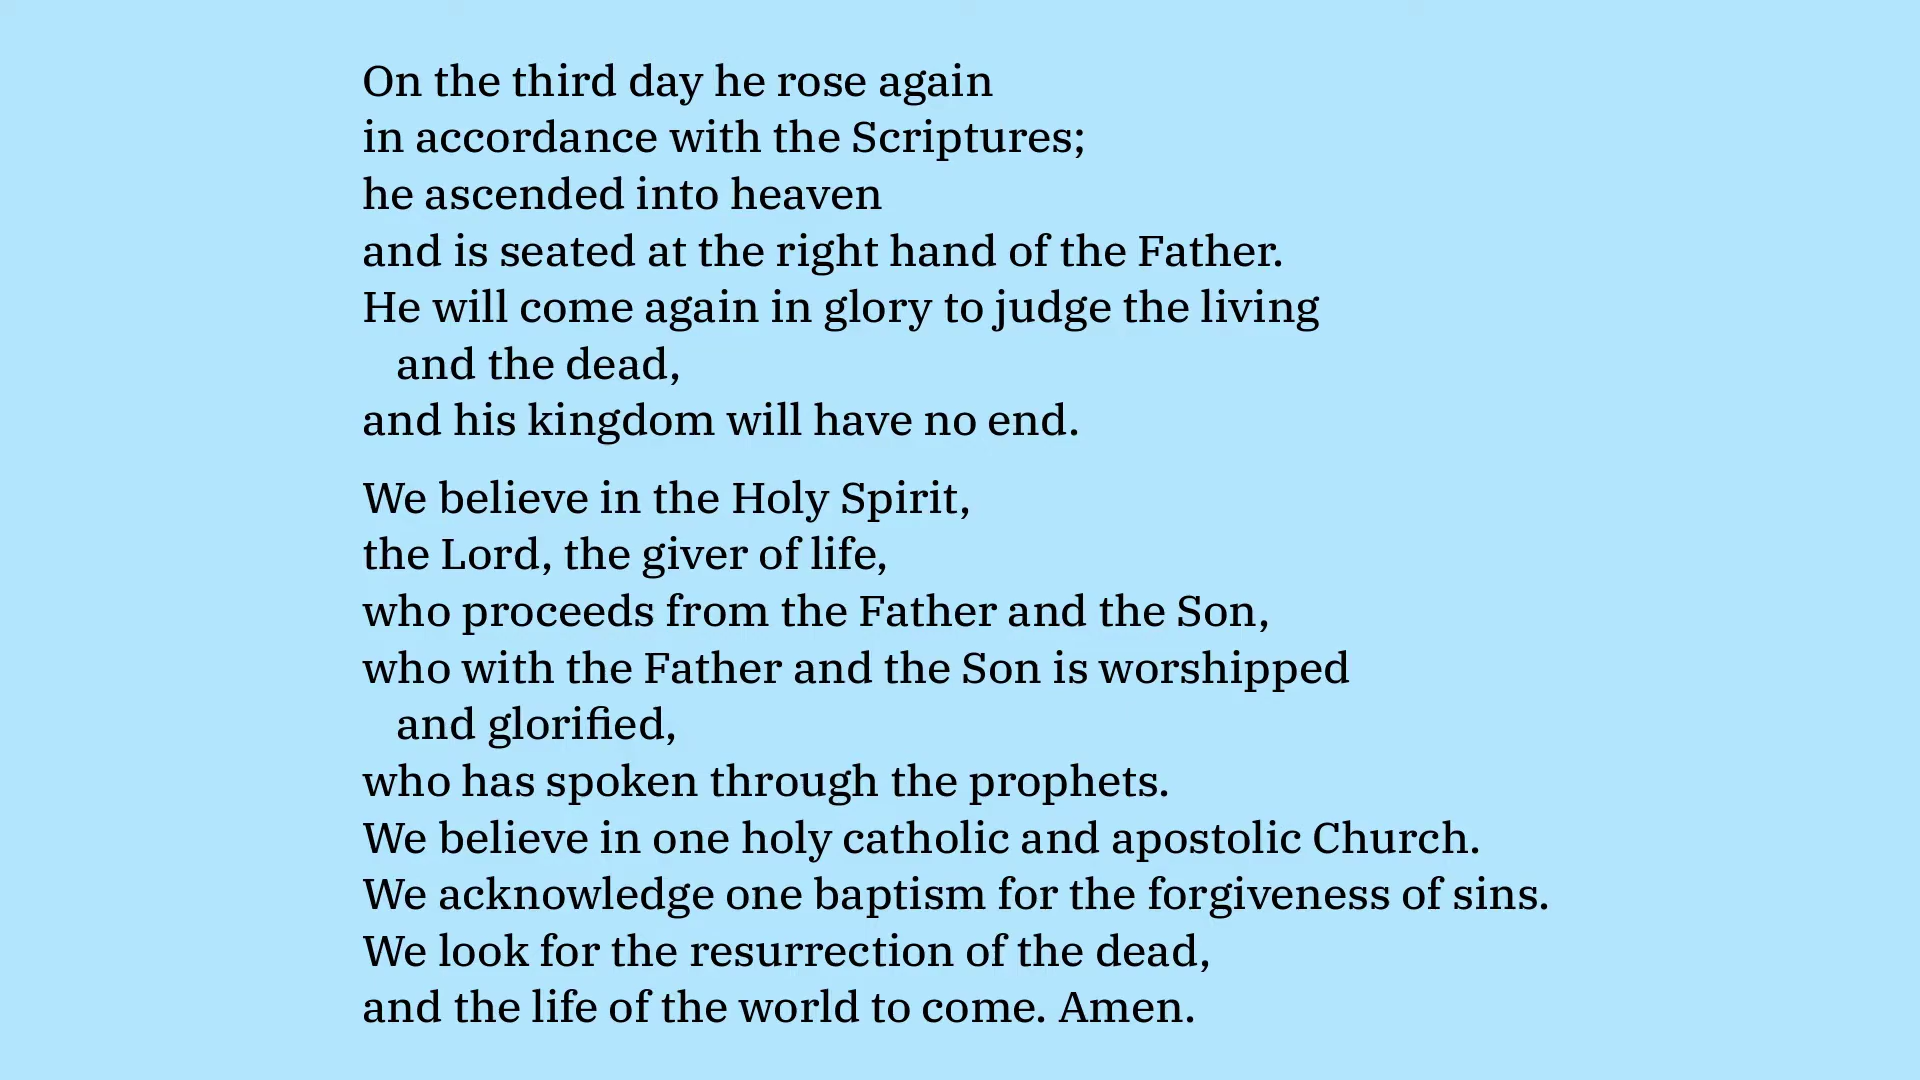 On the third day he rose again
in accordance with the Scriptures;
he ascended into heaven
and is seated at the right hand of the Father.
He will come again in glory to judge the living
and the dead,
and his kingdom will have no end.
We believe in the Holy Spirit,
the Lord, the giver of life,
who proceeds from the Father and the Son,
who with the Father and the Son is worshipped
and glorified,
who has spoken through the prophets.
We believe in one holy catholic and apostolic Church.
We acknowledge one baptism for the forgiveness of sins.
We look for the resurrection of the dead,
and the life of the world to come. Amen.